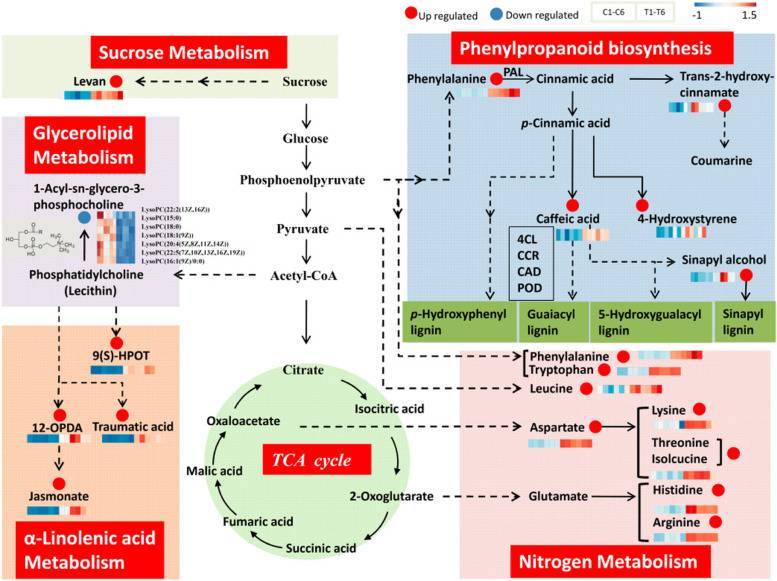 Up regulated
Down regulated
C1-C6
T1-T6
-1
1.5
Sucrose Metabolism
Levan
Sucrose
Glucose
Phosphoenolpyruvate
Pyruvate
Acetyl-CoA
Glycerolipid
Metabolism
1-Acyl-sn-glycero-3-
phosphocholine
LysoPC(22:2(13Z,16Z))
LysoPC(15:0)
LysoPC(18:0)
LysoPC(18:1(9Z))
LysoPC(20:4(5Z,8Z,11Z,14Z))
LysoPC(22:5(7Z,10Z,13Z,16Z,19Z))
LysoPC(16:1(9Z)/0:0)
Phosphatidylcholine
(Lecithin)
9(S)-HPOT
12-OPDA
Traumatic acid
Jasmonate
α-Linolenic acid
Metabolism
Phenylpropanoid biosynthesis
Phenylalanine
PAL
Cinnamic acid
Trans-2-hydroxy-
cinnamate
p-Cinnamic acid
Coumarine
Caffeic acid
4-Hydroxystyrene
4CL
CCR
CAD
POD
Sinapyl alcohol
p-Hydroxyphenyl
lignin
Guaiacyl
lignin
5-Hydroxygualacyl
lignin
Sinapyl
lignin
Citrate
Isocitric acid
2-Oxoglutarate
Succinic acid
Fumaric acid
Malic acid
Oxaloacetate
TCA cycle
Phenylalanine
Tryptophan
Leucine
Aspartate
Lysine
Threonine
Isolcucine
Glutamate
Histidine
Arginine
Nitrogen Metabolism